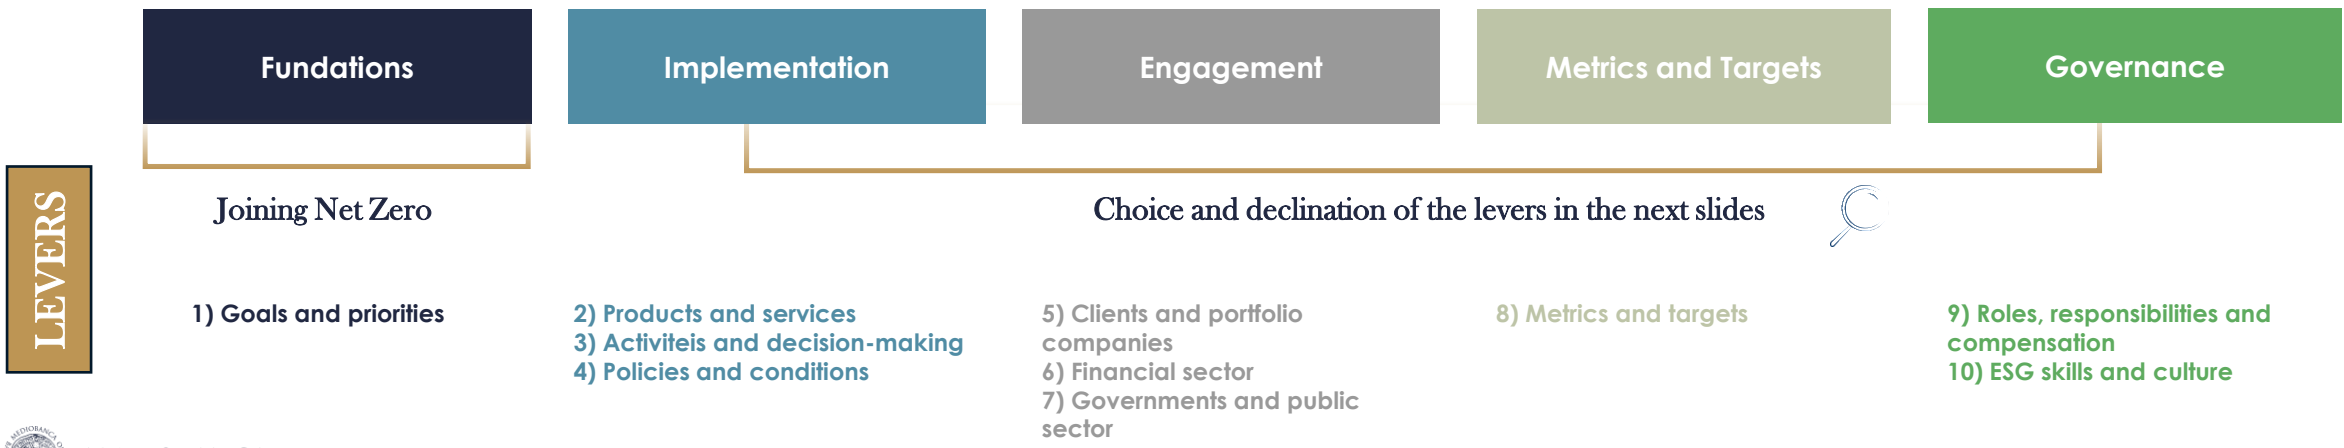 Fundations
Implementation
Engagement
Metrics and Targets
Governance
LEVERS
Joining Net Zero
Choice and declination of the levers in the next slides
1) Goals and priorities
2) Products and services
3) Activiteis and decision-making
4) Policies and conditions
5) Clients and portfolio
companies
6) Financial sector
7) Governments and public
sector
8) Metrics and targets
9) Roles, responsibilities and
compensation
10) ESG skills and culture
MEDIOBANCA